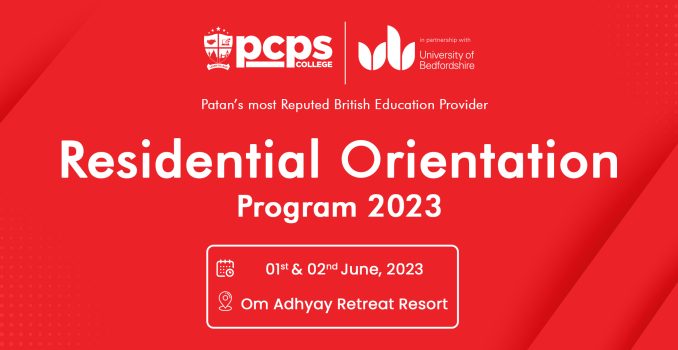 pcps
COLLEGE
in partnership with
University of
Bedfordshire
Patan's most Reputed British Education Provider
Residential Orientation
Program 2023
01st & 02nd June, 2023
Om Adhyay Retreat Resort